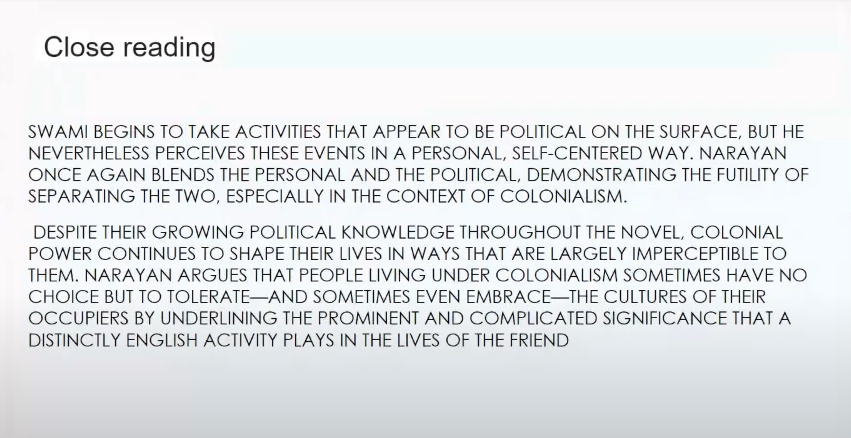 Close reading
SWAMI BEGINS TO TAKE ACTIVITIES THAT APPEAR TO BE POLITICAL ON THE SURFACE, BUT HE
NEVERTHELESS PERCEIVES THESE EVENTS IN A PERSONAL, SELF-CENTERED WAY. NARAYAN
ONCE AGAIN BLENDS THE PERSONAL AND THE POLITICAL, DEMONSTRATING THE FUTILITY OF
SEPARATING THE TWO, ESPECIALLY IN THE CONTEXT OF COLONIALISM.
DESPITE THEIR GROWING POLITICAL KNOWLEDGE THROUGHOUT THE NOVEL, COLONIAL
POWER CONTINUES TO SHAPE THEIR LIVES IN WAYS THAT ARE LARGELY IMPERCEPTIBLE TO
THEM. NARAYAN ARGUES THAT PEOPLE LIVING UNDER COLONIALISM SOMETIMES HAVE NO
CHOICE BUT TO TOLERATE—AND SOMETIMES EVEN EMBRACE—THE CULTURES OF THEIR
OCCUPIERS BY UNDERLINING THE PROMINENT AND COMPLICATED SIGNIFICANCE THAT A
DISTINCTLY ENGLISH ACTIVITY PLAYS IN THE LIVES OF THE FRIEND